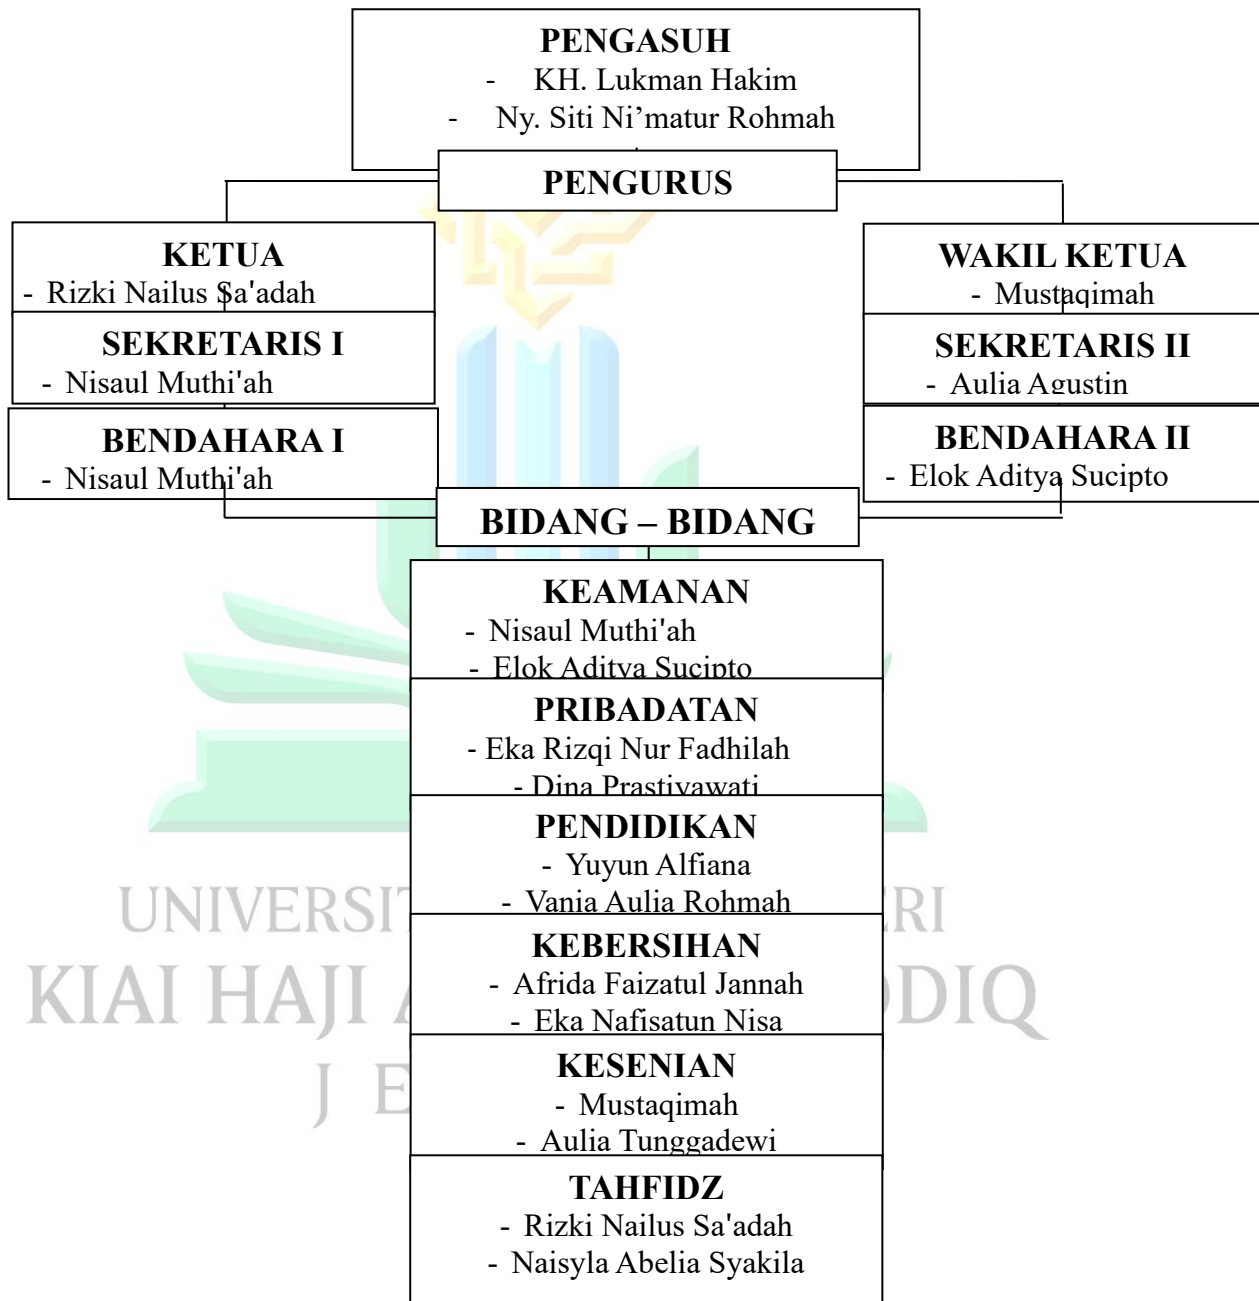 PENGASUH
- KH. Lukman Hakim
- Ny. Siti Ni’matur Rohmah
PENGURUS
KETUA
- Rizki Nailus Sa'adah
WAKIL KETUA
- Mustaqimah
SEKRETARIS I
- Nisaul Muthi'ah
SEKRETARIS II
- Aulia Agustin
BENDAHARA I
- Nisaul Muthi'ah
BENDAHARA II
- Elok Aditya Sucipto
BIDANG – BIDANG
KEAMANAN
- Nisaul Muthi'ah
- Elok Aditya Sucipto
PRIBADATAN
- Eka Rizqi Nur Fadhilah
- Dina Prastiyawati
PENDIDIKAN
- Yuyun Alfiana
- Vania Aulia Rohmah
KEBERSIHAN
- Afrida Faizatul Jannah
- Eka Nafisatun Nisa
KESENIAN
- Mustaqimah
- Aulia Tunggadewi
TAHFIDZ
- Rizki Nailus Sa'adah
- Naisyla Abelia Syakila
KIAI HAJI